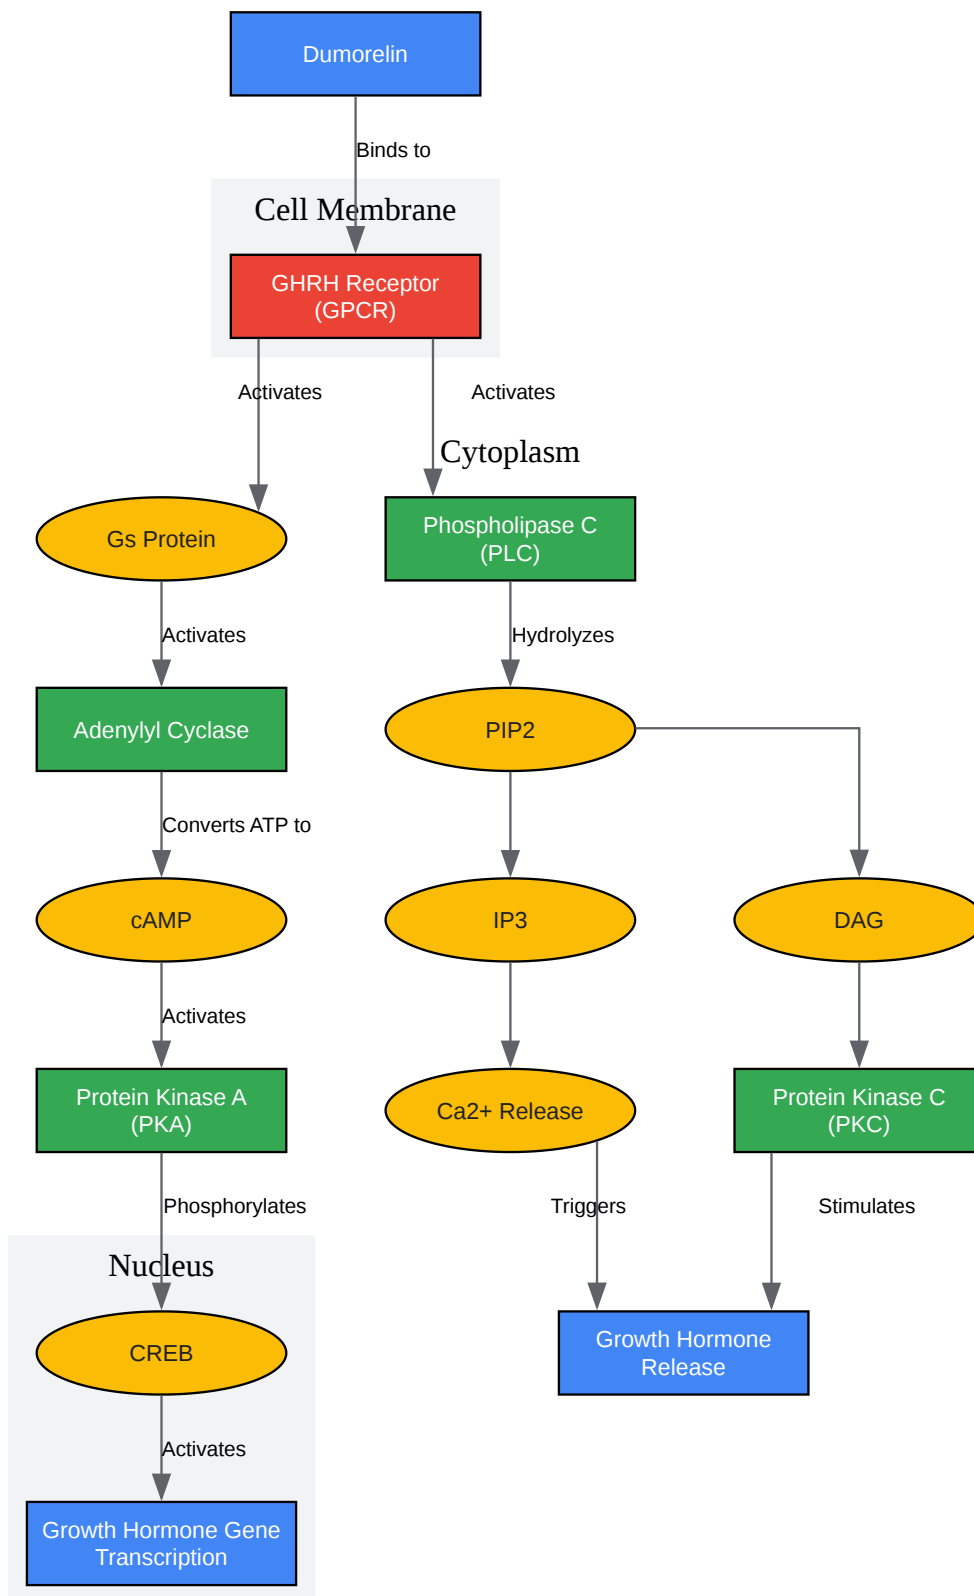 Dumorelin
Binds to
Cell Membrane
GHRH Receptor
(GPCR)
Activates
Activates
Cytoplasm
Gs Protein
Phospholipase C
(PLC)
Activates
Hydrolyzes
Adenylyl Cyclase
PIP2
Converts ATP to
cAMP
IP3
DAG
Activates
Protein Kinase A
(PKA)
Ca2+ Release
Protein Kinase C
(PKC)
Phosphorylates
Triggers
Stimulates
Nucleus
CREB
Growth Hormone
Release
Activates
Growth Hormone Gene
Transcription